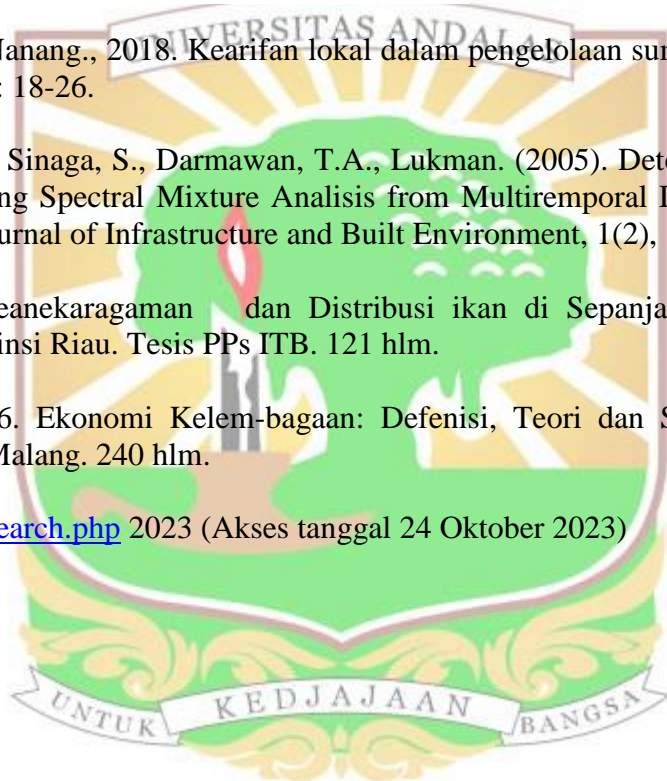 UNIVERSITAS ANDALAS
Nanang., 2018. Kearifan lokal dalam pengelolaan sum
: 18-26.
Sinaga, S., Darmawan, T.A., Lukman. (2005). Dete
ng Spectral Mixture Analisis from Multiremporal I
urnal of Infrastructure and Built Environment, 1(2),
eanekaragaman dan Distribusi ikan di Sepanja
insi Riau. Tesis PPs ITB. 121 hlm.
6. Ekonomi Kelem-bagaan: Defenisi, Teori dan S
Malang. 240 hlm.
earch.php 2023 (Akses tanggal 24 Oktober 2023)
UNTUK KEDJAJAAN BANGSA